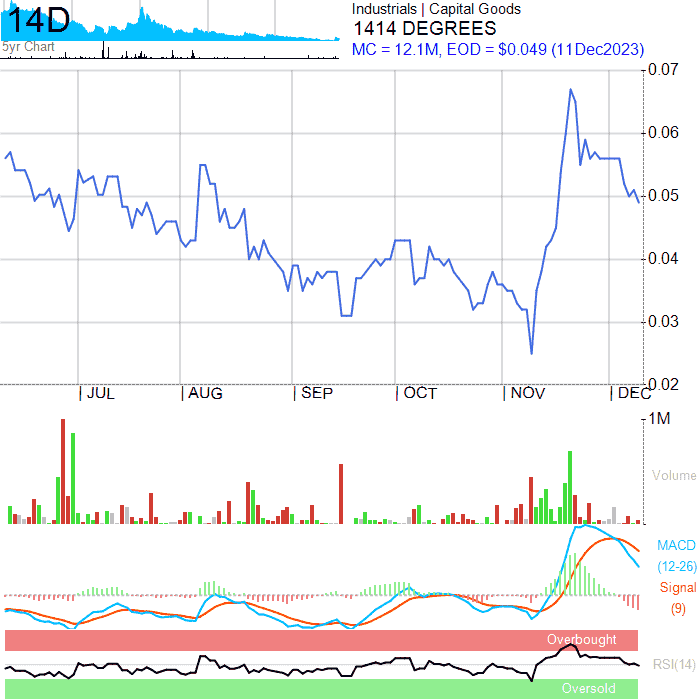 14D
5yr Chart
Industrials | Capital Goods
1414 DEGREES
MC = 12.1M, EOD = $0.049 (11Dec2023)
0.07
0.06
0.05
0.04
0.03
0.02
| JUL | AUG | SEP | OCT | NOV | DEC
1M
Volume
MACD
(12-26)
Signal
(9)
Overbought
RSI(14)
Oversold